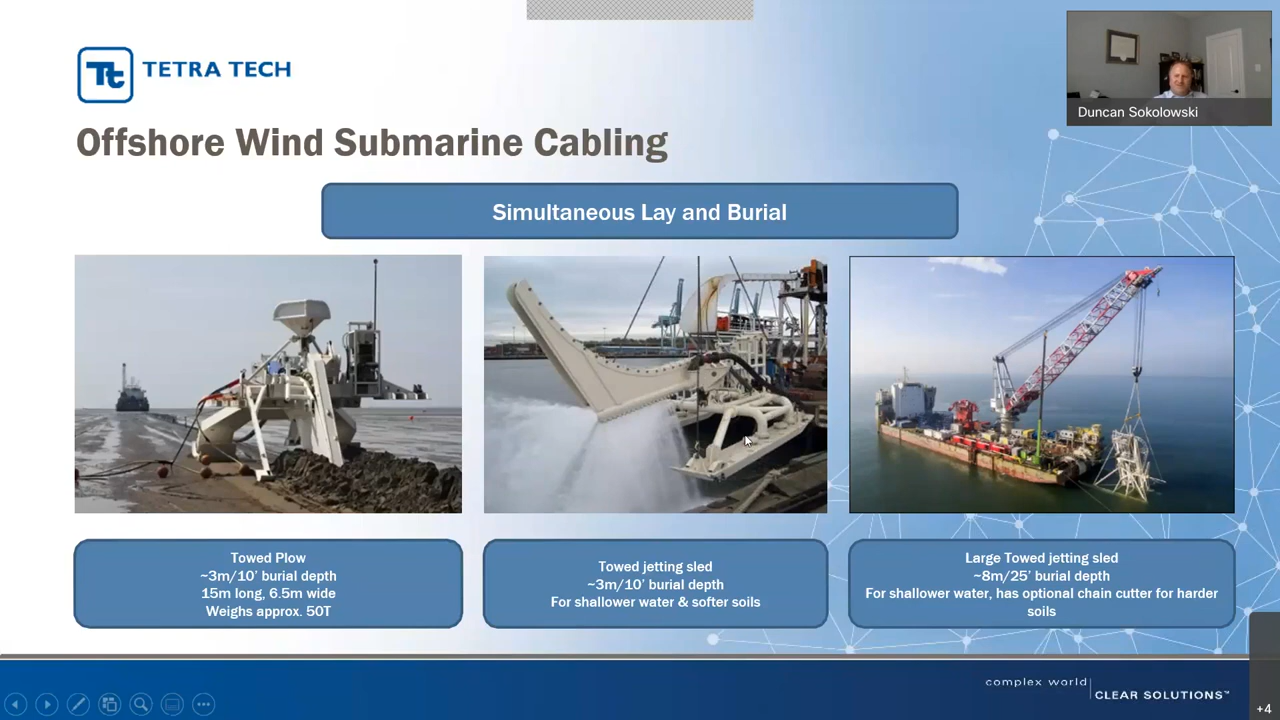 Tt TETRA TECH
Duncan Sokolowski
Offshore Wind Submarine Cabling
Simultaneous Lay and Burial
Towed Plow
~3m/10' burial depth
15m long, 6.5m wide
Weighs approx. 50T
Towed jetting sled
~3m/10' burial depth
For shallower water & softer soils
Large Towed jetting sled
~8m/25' burial depth
For shallower water, has optional chain cutter for harder
soils
complex world
CLEAR SOLUTIONS™
+4